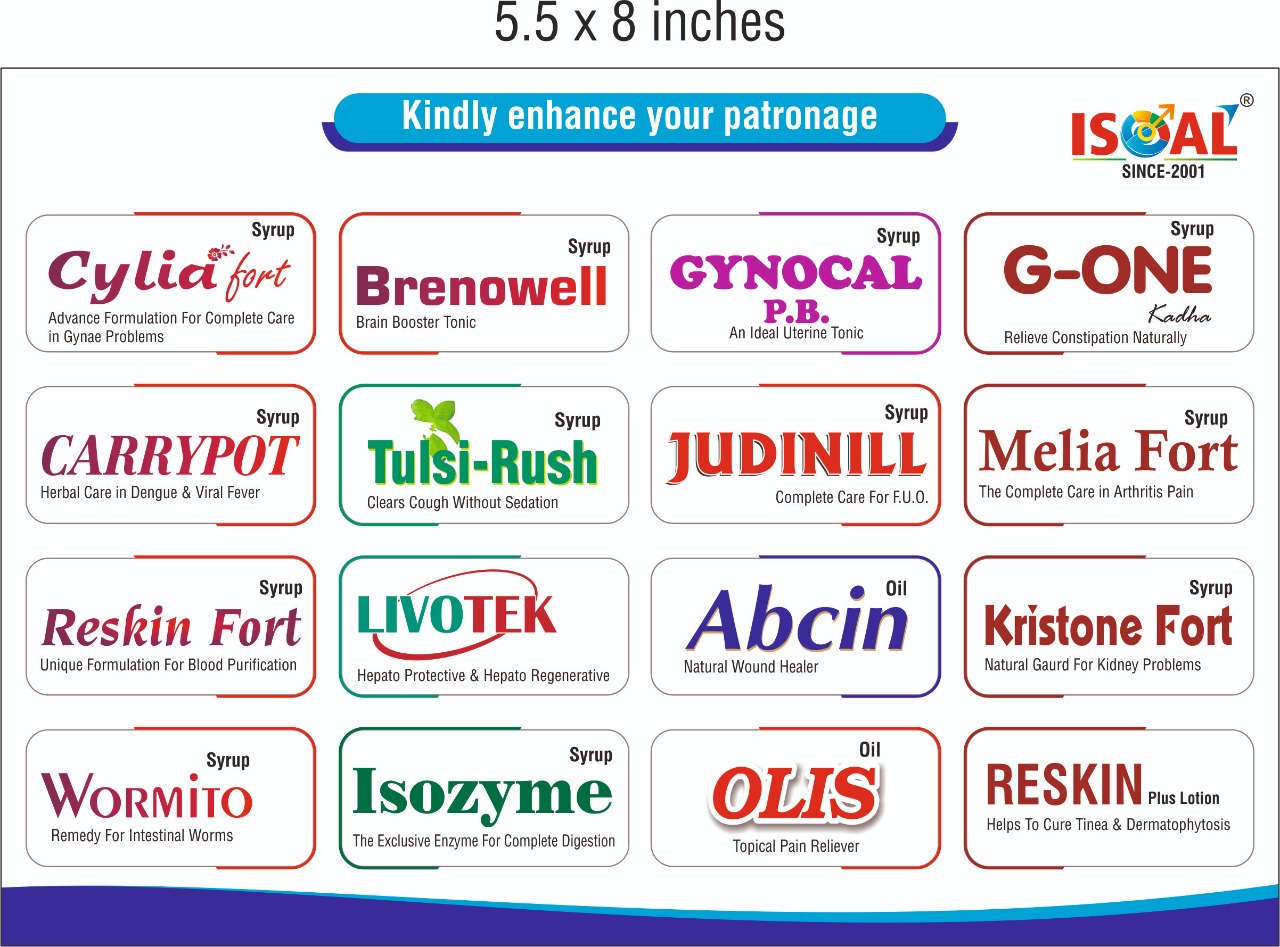 5.5 x 8 inches
Kindly enhance your patronage
ISOAL®
SINCE-2001
Syrup
Cylia fort
Advance Formulation For Complete Care
in Gynae Problems
Syrup
Brenowell
Brain Booster Tonic
Syrup
GYNOCAL
P.B.
An Ideal Uterine Tonic
Syrup
G-ONE
Kadha
Relieve Constipation Naturally
Syrup
CARRYPOT
Herbal Care in Dengue & Viral Fever
Syrup
Tulsi-Rush
Clears Cough Without Sedation
Syrup
JUDINILL
Complete Care For F.U.O.
Syrup
Melia Fort
The Complete Care in Arthritis Pain
Syrup
Reskin Fort
Unique Formulation For Blood Purification
LIVOTEK
Hepato Protective & Hepato Regenerative
Oil
Abcin
Natural Wound Healer
Syrup
Kristone Fort
Natural Gaurd For Kidney Problems
Syrup
WORMiTO
Remedy For Intestinal Worms
Syrup
Isozyme
The Exclusive Enzyme For Complete Digestion
Oil
OLIS
Topical Pain Reliever
RESKIN Plus Lotion
Helps To Cure Tinea & Dermatophytosis